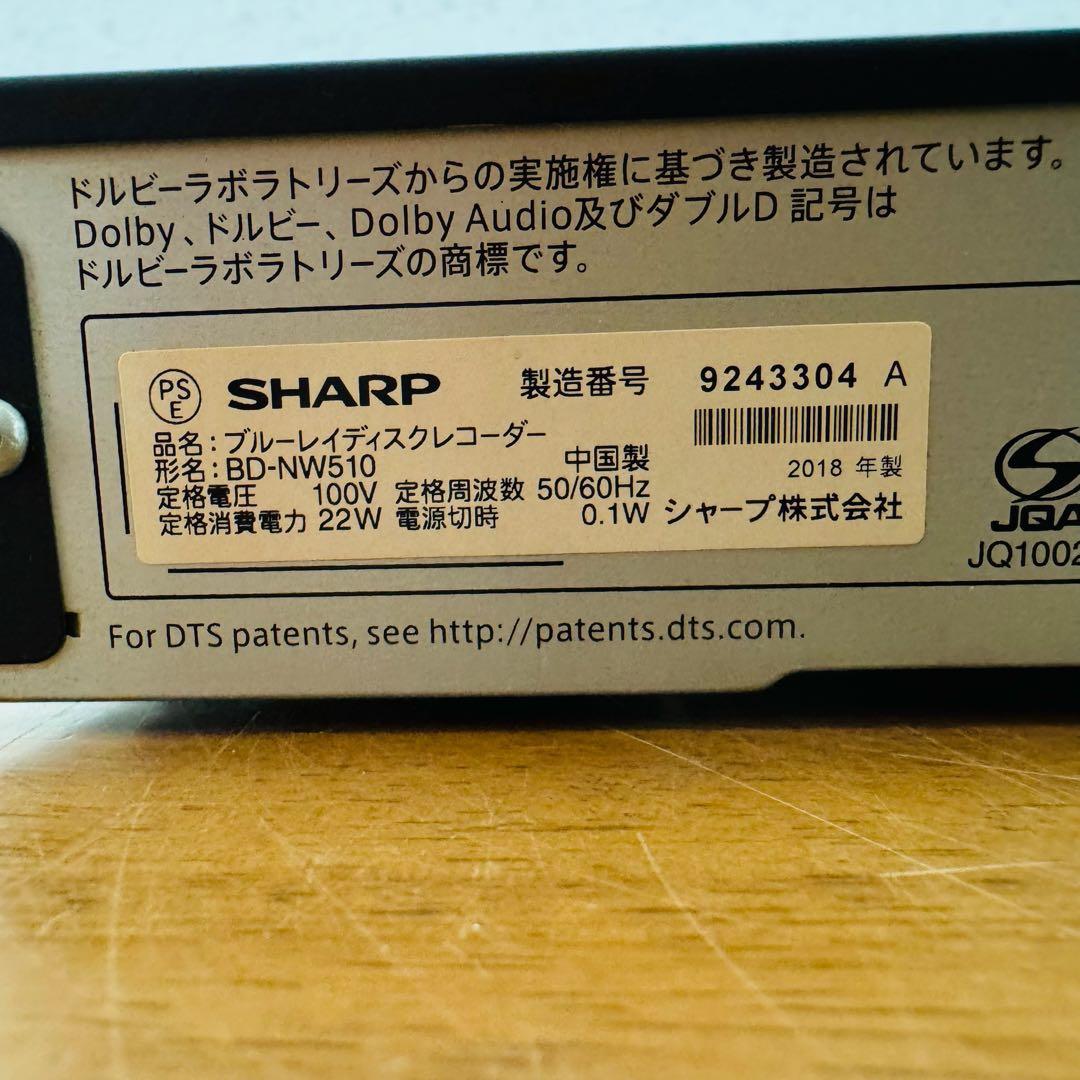 ドルビーラボラトリーズからの実施権に基づき製造されています。
Dolby、ドルビー、Dolby Audio及びダブルD 記号は
ドルビーラボラトリーズの商標です。
PS
E
SHARP 製造番号 9243304 A
品名:ブルーレイディスクレコーダー
形名:BD-NW510 中国製 2018 年製
定格電圧 100V 定格周波数 50/60Hz
定格消費電力 22W 電源切時 0.1W シャープ株式会社
JQA
JQ1002
For DTS patents, see http://patents.dts.com.